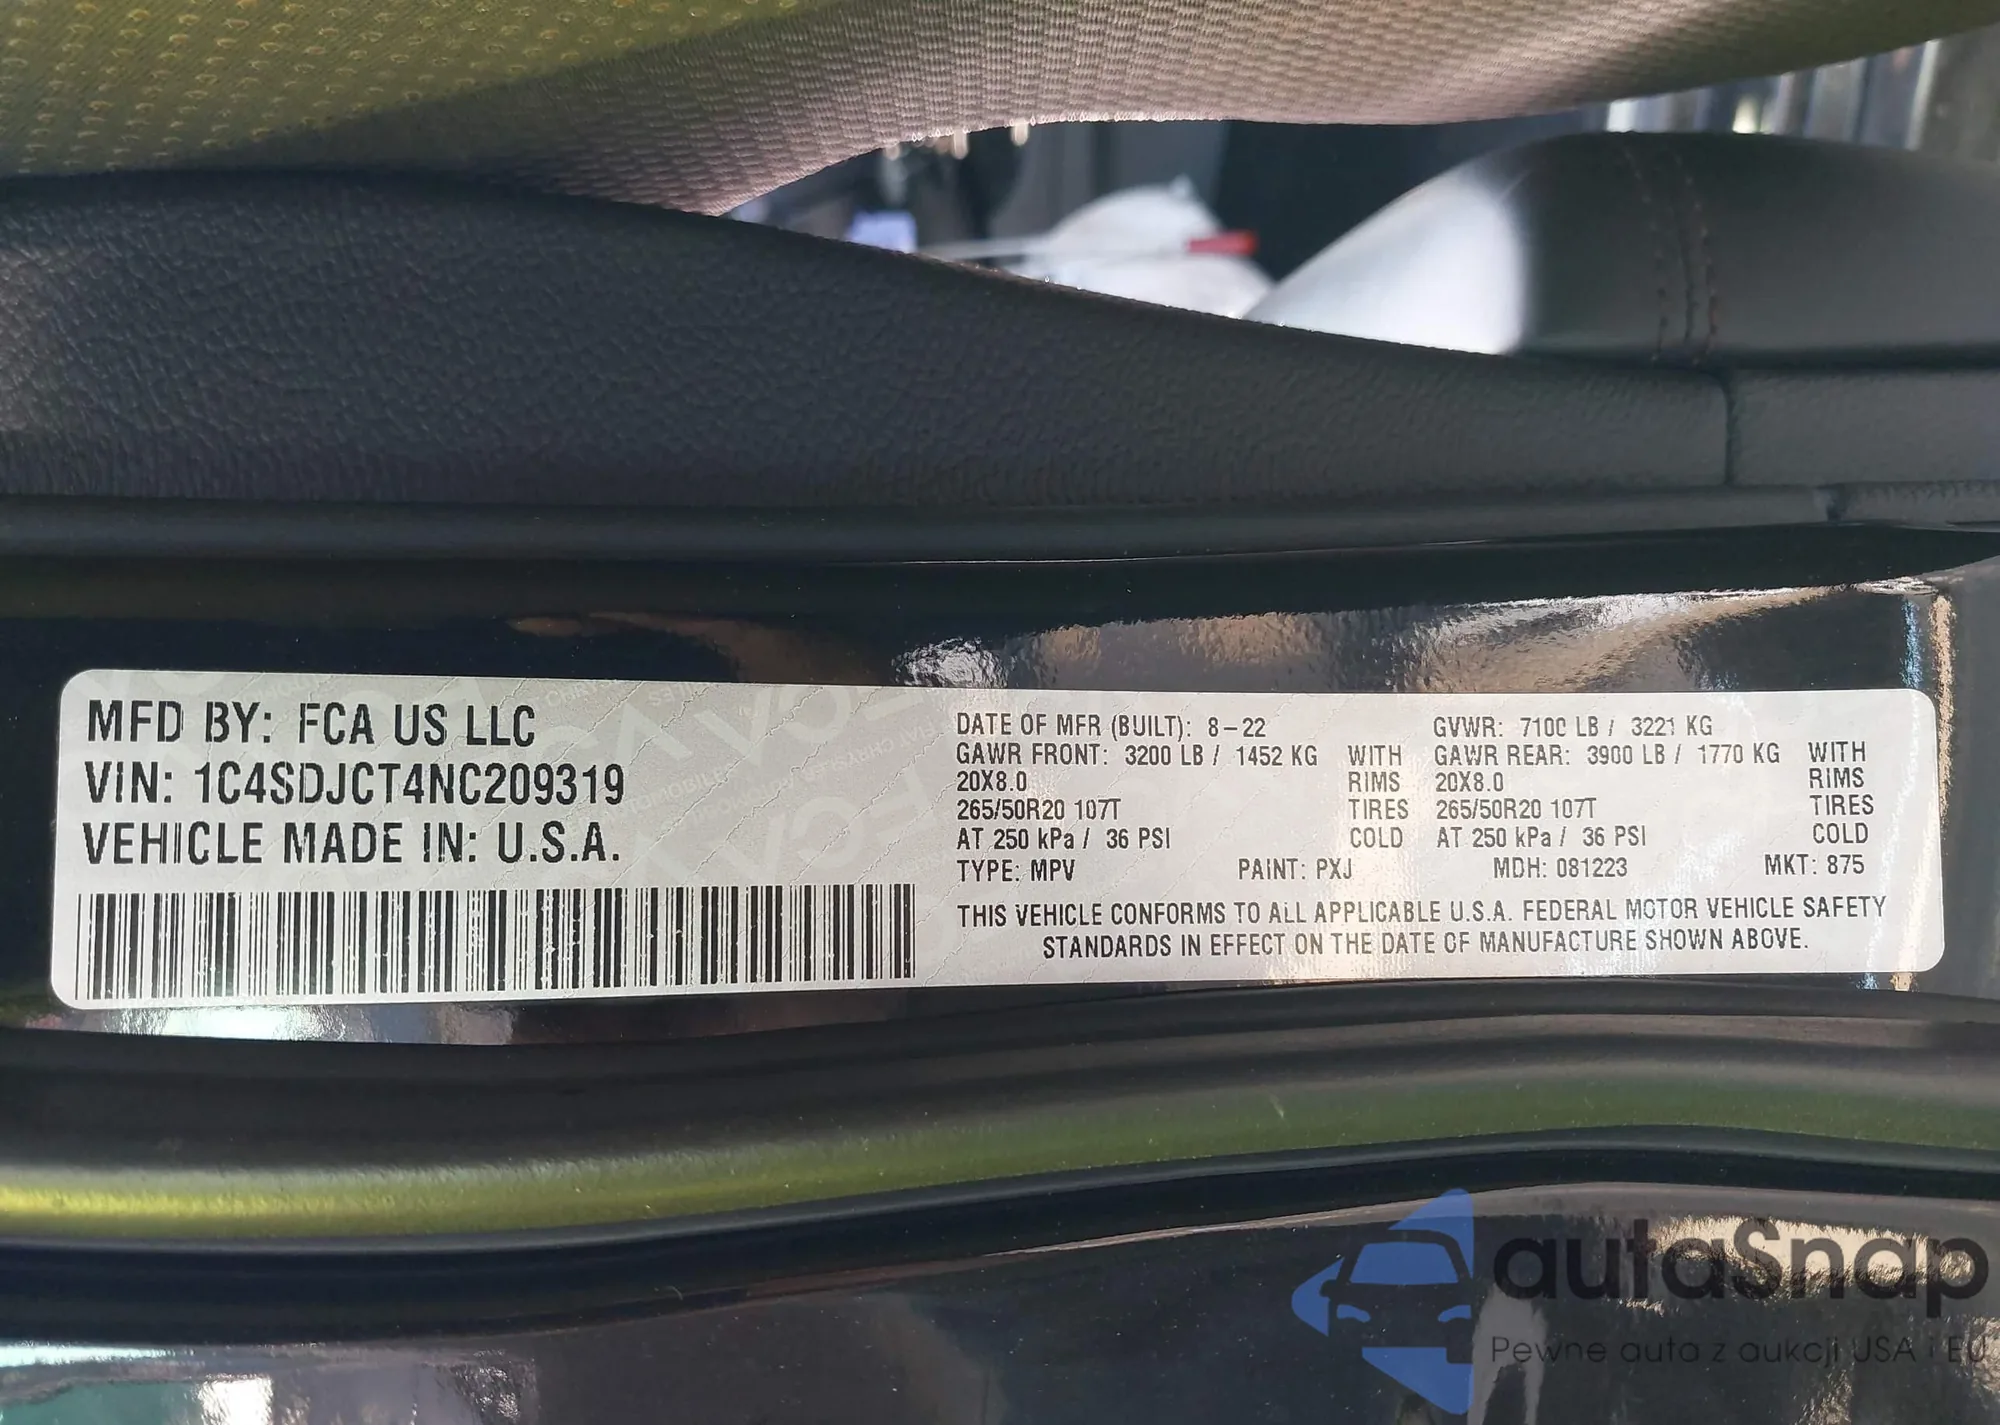 MFD BY: FCA US LLC
VIN: 1C4SDJCT4NC209319
VEHICLE MADE IN: U.S.A.
DATE OF MFR (BUILT): 8-22 GVWR: 7100 LB / 3221 KG
GAWR FRONT: 3200 LB / 1452 KG WITH GAWR REAR: 3900 LB / 1770 KG WITH
20X8.0 RIMS 20X8.0 RIMS
265/50R20 107T TIRES 265/50R20 107T TIRES
AT 250 kPa / 36 PSI COLD AT 250 kPa / 36 PSI COLD
TYPE: MPV PAINT: PXJ MDH: 081223 MKT: 875
THIS VEHICLE CONFORMS TO ALL APPLICABLE U.S.A. FEDERAL MOTOR VEHICLE SAFETY
STANDARDS IN EFFECT ON THE DATE OF MANUFACTURE SHOWN ABOVE.
autaSnap
Pewne auta z aukcji USA i EU